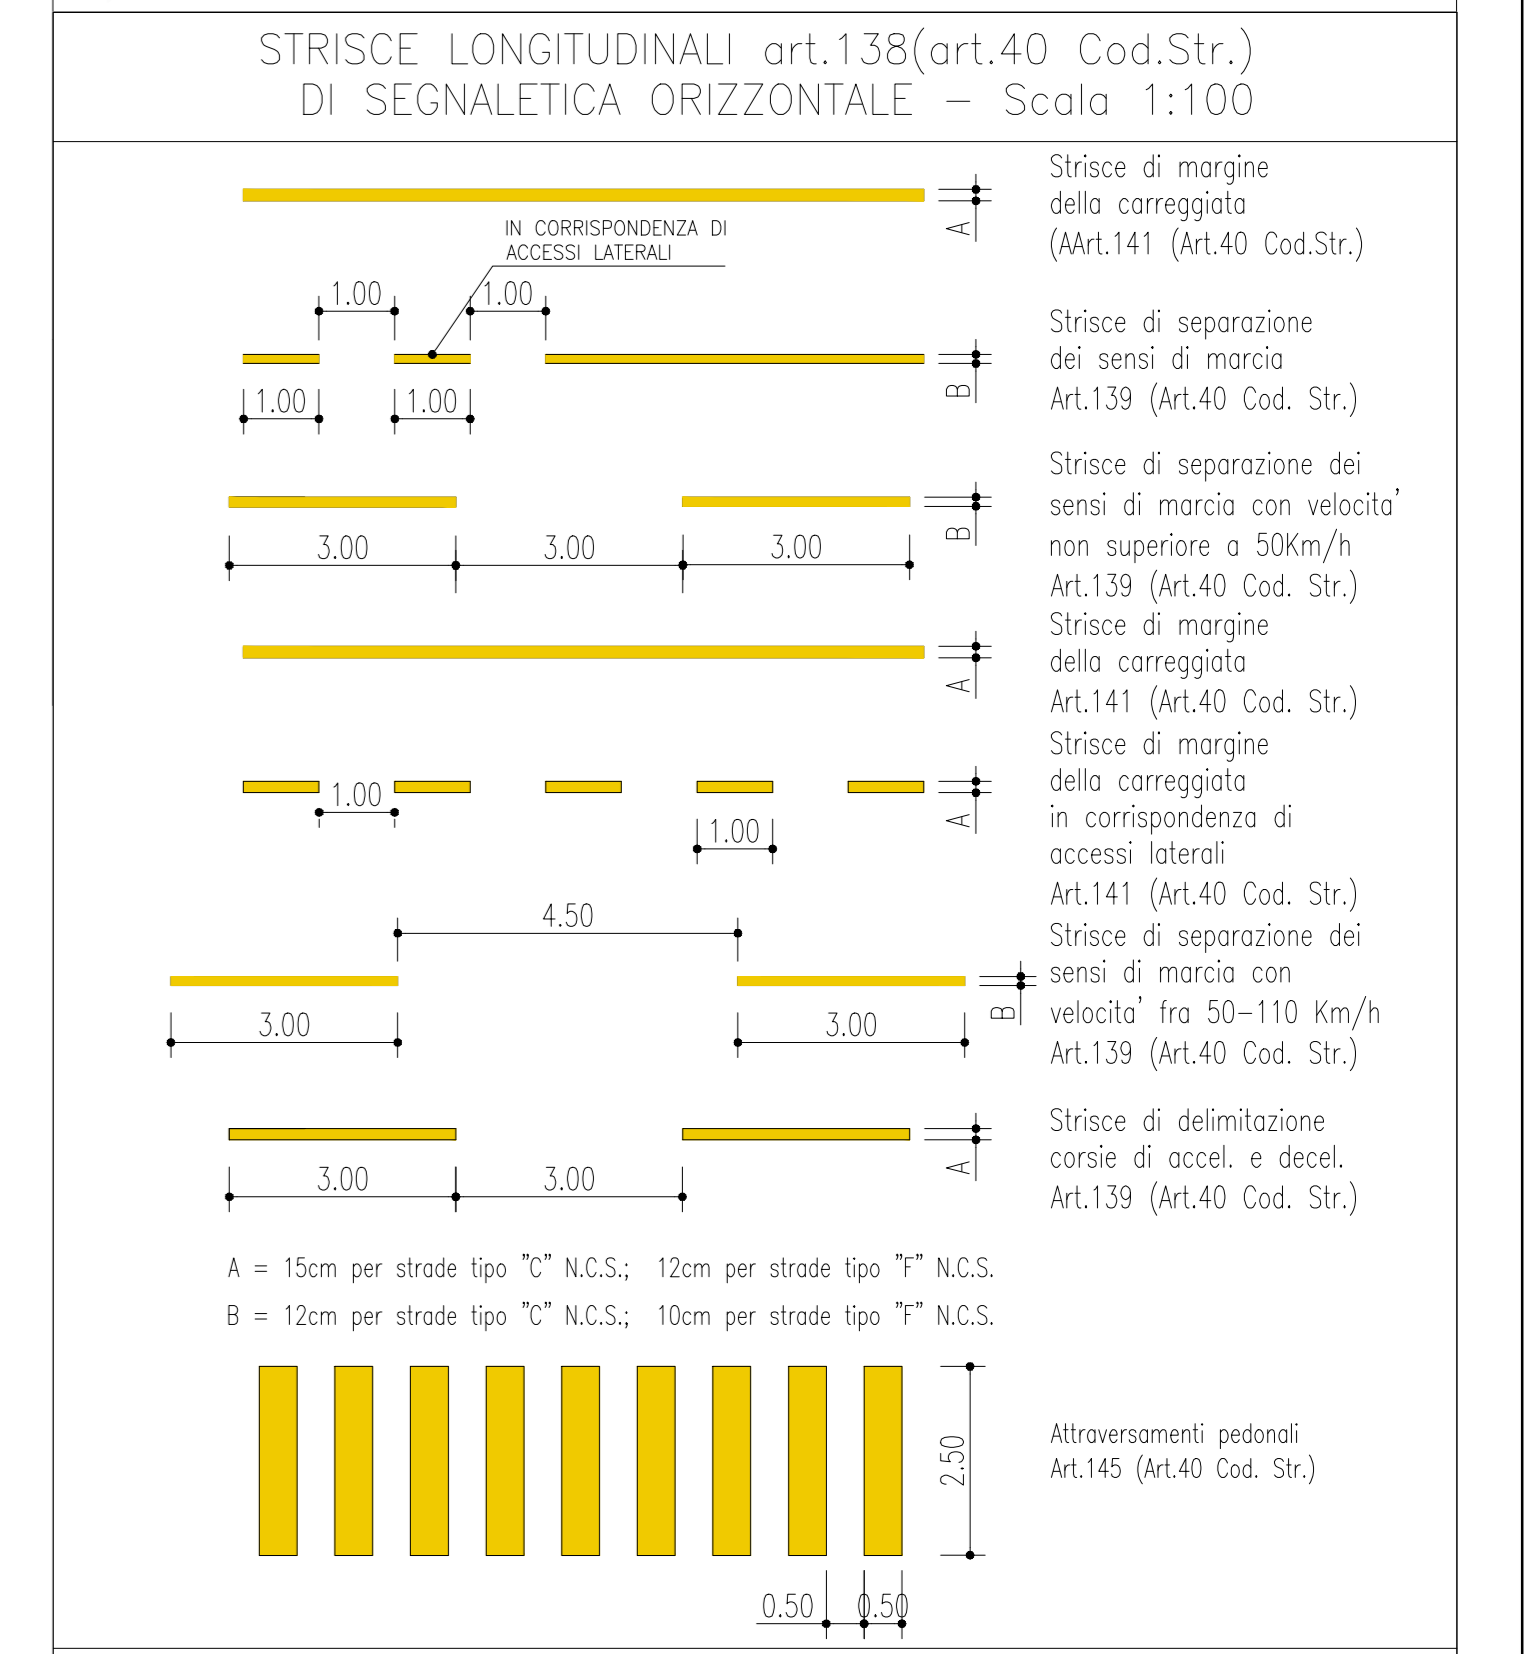 STRISCE LONGITUDINALI art.138(art.40 Cod.Str.)
DI SEGNALETICA ORIZZONTALE – Scala 1:100
Strisce di margine
della carreggiata
(AArt.141 (Art.40 Cod.Str.)
A
IN CORRISPONDENZA DI
ACCESSI LATERALI
1.00
1.00
1.00
1.00
B
Strisce di separazione
dei sensi di marcia
Art.139 (Art.40 Cod. Str.)
3.00
3.00
3.00
B
Strisce di separazione dei
sensi di marcia con velocita'
non superiore a 50Km/h
Art.139 (Art.40 Cod. Str.)
A
Strisce di margine
della carreggiata
Art.141 (Art.40 Cod. Str.)
1.00
1.00
A
Strisce di margine
della carreggiata
in corrispondenza di
accessi laterali
Art.141 (Art.40 Cod. Str.)
4.50
3.00
3.00
B
Strisce di separazione dei
sensi di marcia con
velocita' fra 50–110 Km/h
Art.139 (Art.40 Cod. Str.)
3.00
3.00
A
Strisce di delimitazione
corsie di accel. e decel.
Art.139 (Art.40 Cod. Str.)
A = 15cm per strade tipo "C" N.C.S.; 12cm per strade tipo "F" N.C.S.
B = 12cm per strade tipo "C" N.C.S.; 10cm per strade tipo "F" N.C.S.
2.50
Attraversamenti pedonali
Art.145 (Art.40 Cod. Str.)
0.50
0.50